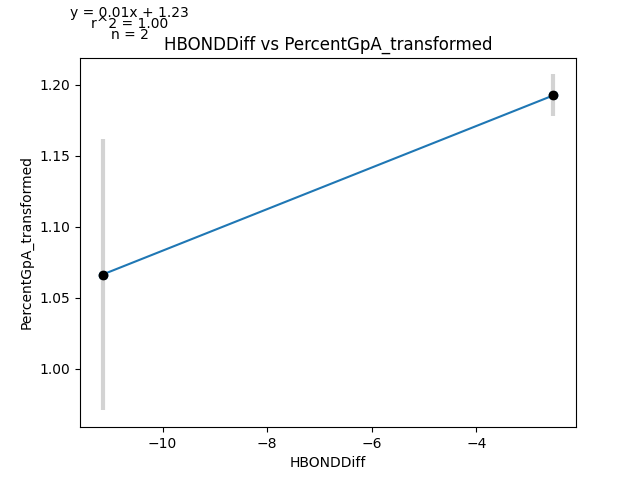 y = 0.01x + 1.23
r^2 = 1.00
n = 2
HBONDDiff vs PercentGpA_transformed
1.20
1.15
1.10
1.05
1.00
PercentGpA_transformed
−10
−8
−6
−4
HBONDDiff